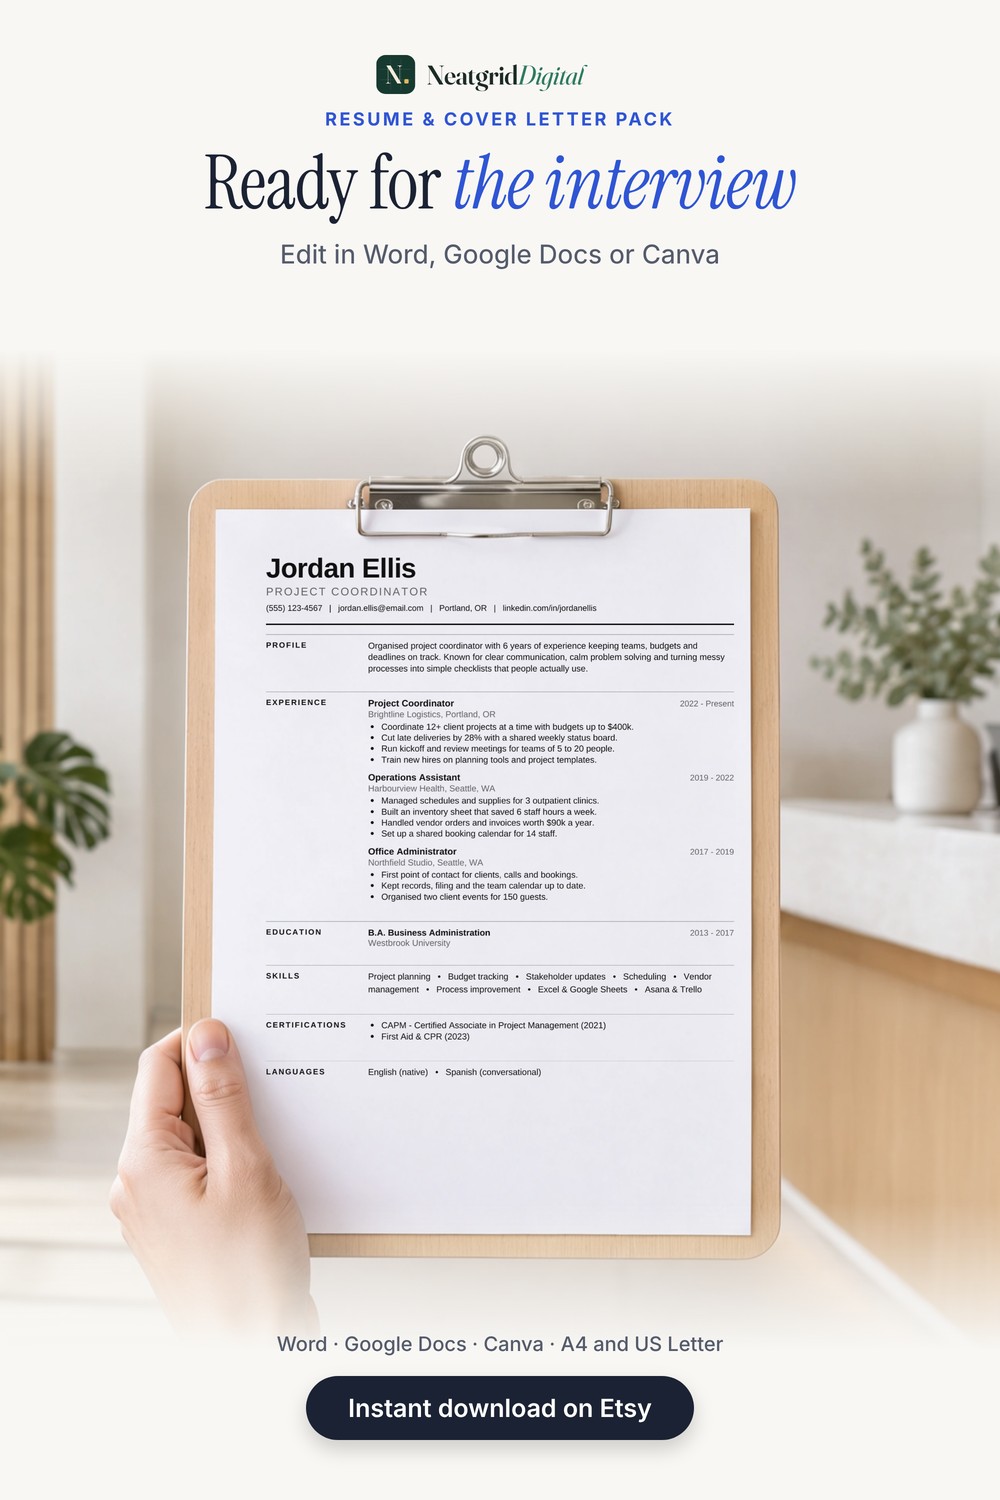 N.
NeatgridDigital
RESUME & COVER LETTER PACK
Ready for the interview
Edit in Word, Google Docs or Canva
Jordan Ellis
PROJECT COORDINATOR
(555) 123-4567 | jordan.ellis@email.com | Portland, OR | linkedin.com/in/jordanellis
PROFILE
Organised project coordinator with 6 years of experience keeping teams, budgets and
deadlines on track. Known for clear communication, calm problem solving and turning messy
processes into simple checklists that people actually use.
EXPERIENCE
Project Coordinator 2022 - Present
Brightline Logistics, Portland, OR
• Coordinate 12+ client projects at a time with budgets up to $400k.
• Cut late deliveries by 28% with a shared weekly status board.
• Run kickoff and review meetings for teams of 5 to 20 people.
• Train new hires on planning tools and project templates.
Operations Assistant 2019 - 2022
Harbourview Health, Seattle, WA
• Managed schedules and supplies for 3 outpatient clinics.
• Built an inventory sheet that saved 6 staff hours a week.
• Handled vendor orders and invoices worth $90k a year.
• Set up a shared booking calendar for 14 staff.
Office Administrator 2017 - 2019
Northfield Studio, Seattle, WA
• First point of contact for clients, calls and bookings.
• Kept records, filing and the team calendar up to date.
• Organised two client events for 150 guests.
EDUCATION
B.A. Business Administration 2013 - 2017
Westbrook University
SKILLS
Project planning • Budget tracking • Stakeholder updates • Scheduling • Vendor
management • Process improvement • Excel & Google Sheets • Asana & Trello
CERTIFICATIONS
• CAPM - Certified Associate in Project Management (2021)
• First Aid & CPR (2023)
LANGUAGES
English (native) • Spanish (conversational)
Word · Google Docs · Canva · A4 and US Letter
Instant download on Etsy